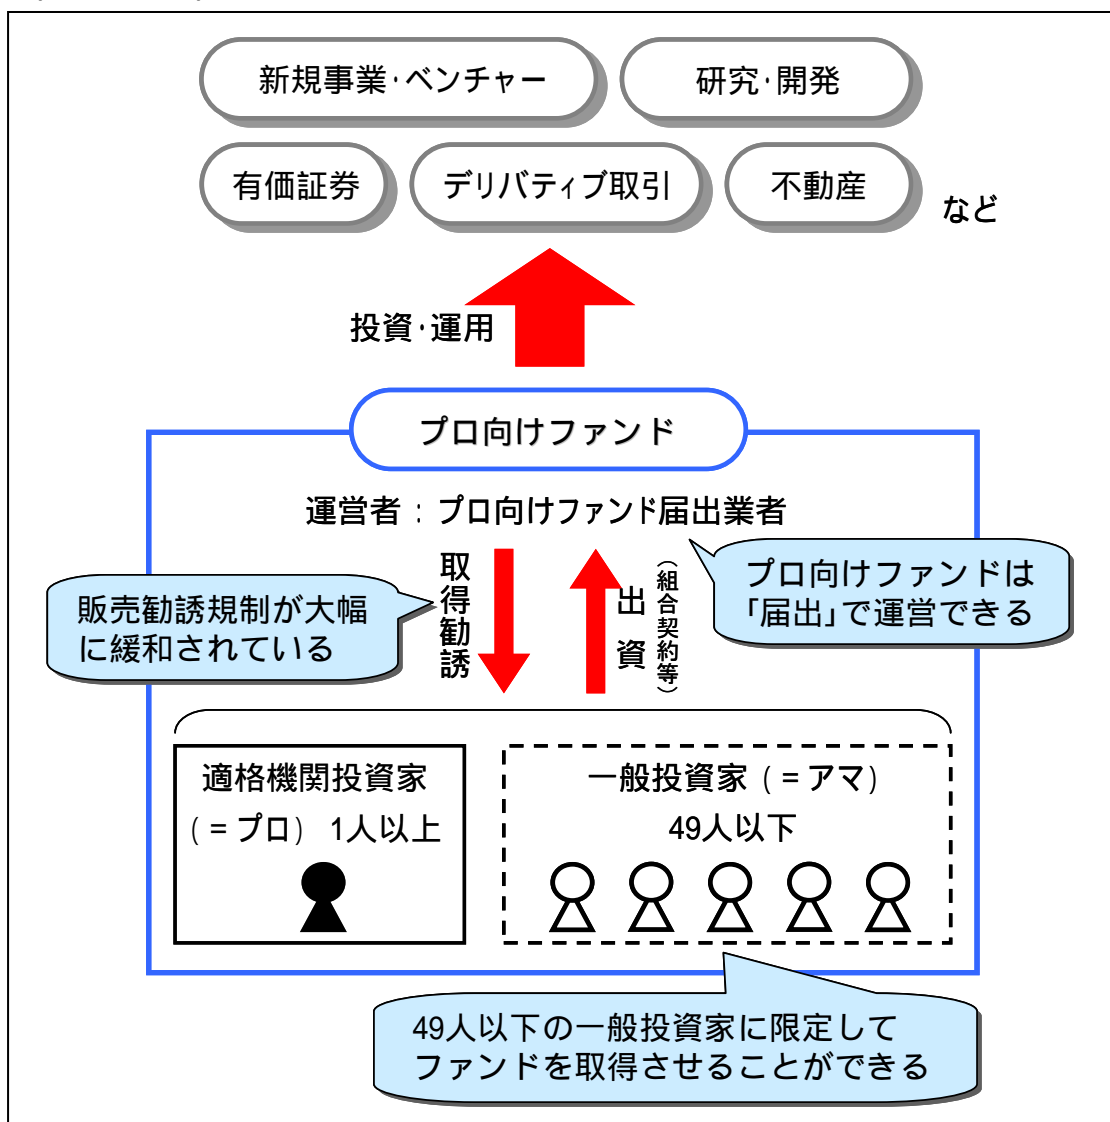 新規事業・ベンチャー
研究・開発
有価証券
デリバティブ取引
不動産
など
投資・運用
プロ向けファンド
運営者：プロ向けファンド届出業者
販売勧誘規制が大幅
に緩和されている
取得勧誘
出資
（組合契約等）
プロ向けファンドは
「届出」で運営できる
適格機関投資家
（＝プロ） 1人以上
一般投資家（＝アマ）
49人以下
49人以下の一般投資家に限定して
ファンドを取得させることができる